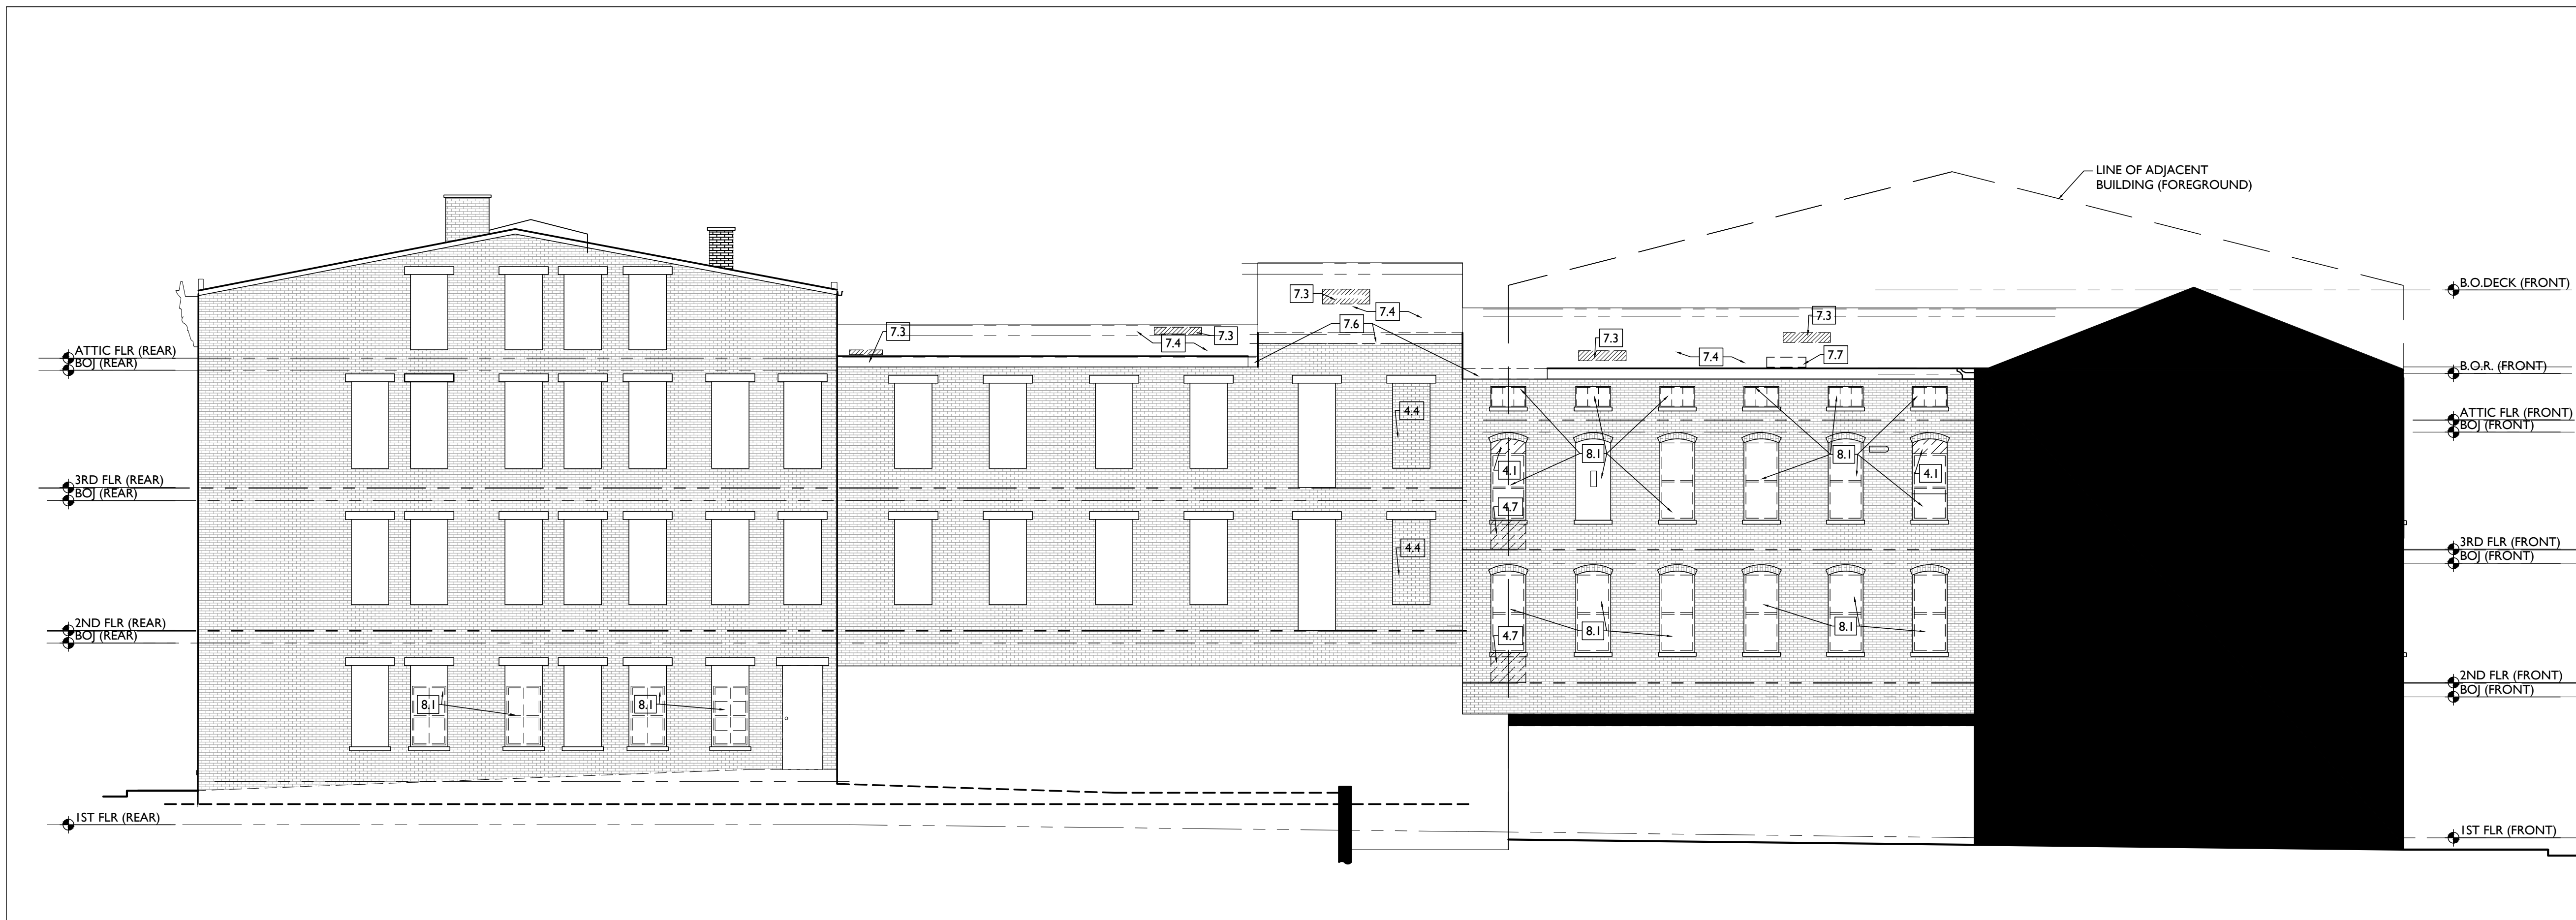 LINE OF ADJACENT
BUILDING (FOREGROUND)
B.O.DECK (FRONT)
7.3
7.4
7.6
7.3
7.3
7.3
7.4
7.3
7.4
7.7
ATTIC FLR (REAR)
BOJ (REAR)
B.O.R. (FRONT)
4.4
ATTIC FLR (FRONT)
BOJ (FRONT)
8.1
8.1
4.1
4.1
3RD FLR (REAR)
BOJ (REAR)
4.7
4.4
3RD FLR (FRONT)
BOJ (FRONT)
2ND FLR (REAR)
BOJ (REAR)
4.7
8.1
8.1
2ND FLR (FRONT)
BOJ (FRONT)
8.1
8.1
1ST FLR (REAR)
1ST FLR (FRONT)